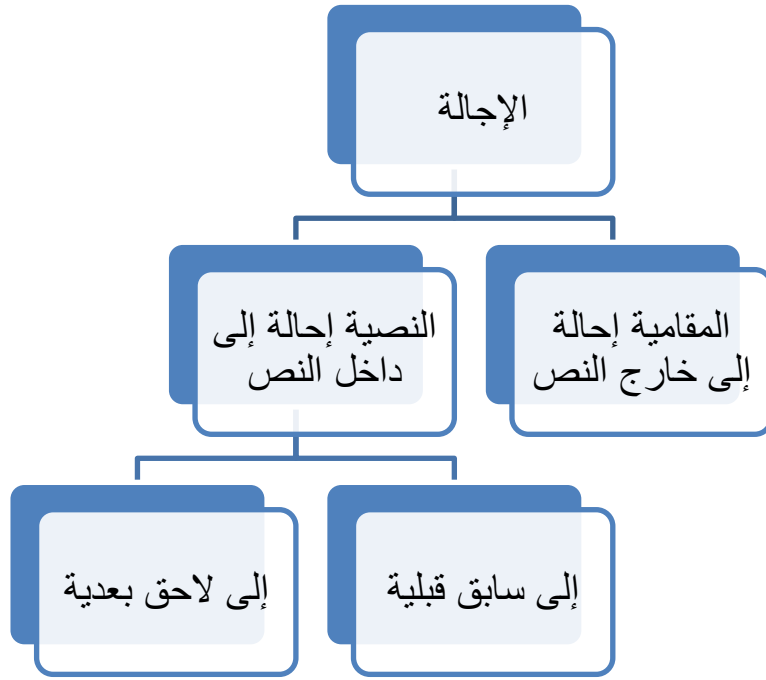 الإجالة
المقامية إحالة
إلى خارج النص
النصية إحالة إلى
داخل النص
إلى سابق قبلية
إلى لاحق بعدية